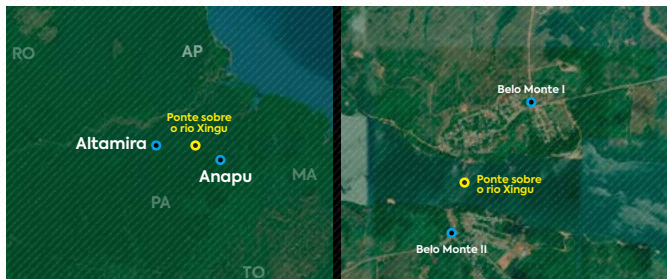 RO
AP
Ponte sobre
o rio Xingu
Altamira
Anapu
MA
PA
TO
Belo Monte I
Ponte sobre
o rio Xingu
Belo Monte II